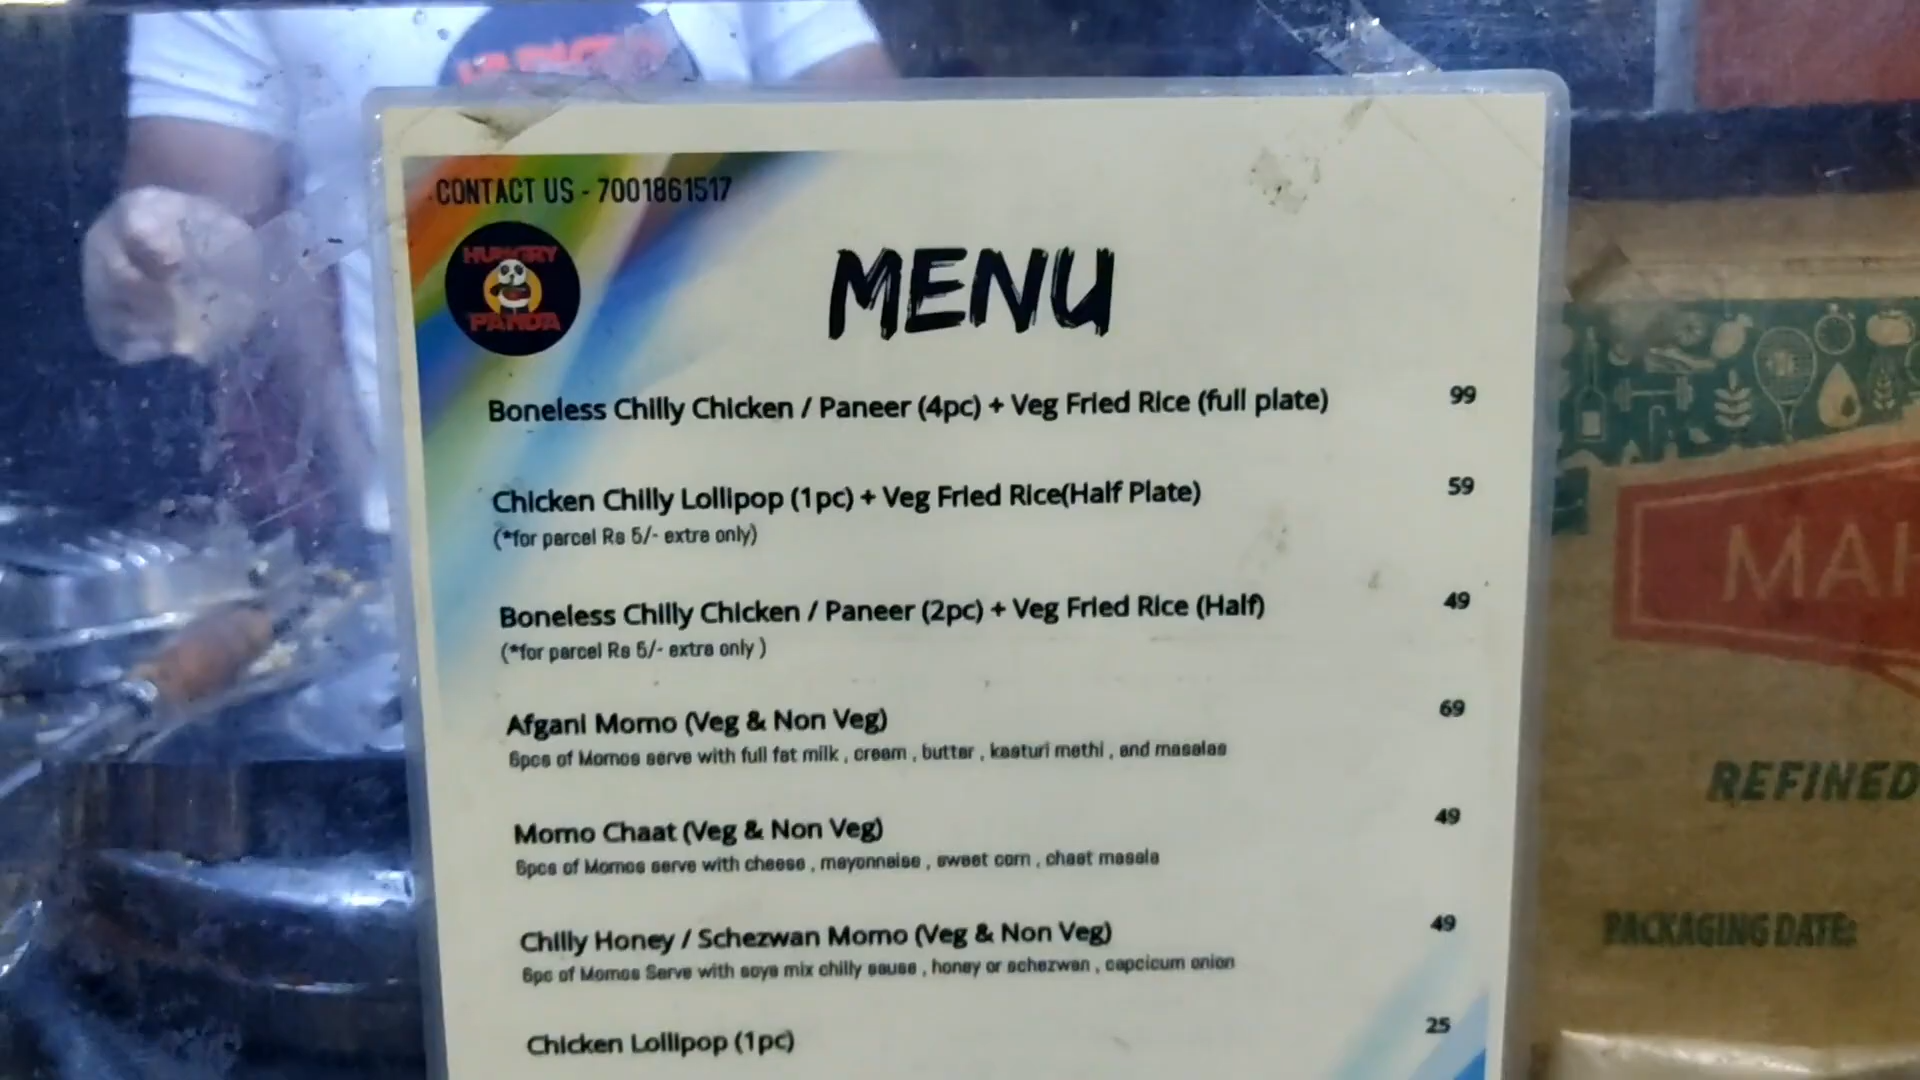 CONTACT US - 7001861517
HUNGRY
PANDA
MENU
Boneless Chilly Chicken / Paneer (4pc) + Veg Fried Rice (full plate) 99
Chicken Chilly Lollipop (1pc) + Veg Fried Rice(Half Plate) 59
(*for parcel Rs 5/- extra only)
Boneless Chilly Chicken / Paneer (2pc) + Veg Fried Rice (Half) 49
(*for parcel Rs 5/- extra only )
Afgani Momo (Veg & Non Veg) 69
6pcs of Momos serve with full fat milk , cream , butter , kasturi methi , and masalas
Momo Chaat (Veg & Non Veg) 49
6pcs of Momos serve with cheese , mayonnaise , sweet corn , chaat masala
Chilly Honey / Schezwan Momo (Veg & Non Veg) 49
6pc of Momos Serve with soya mix chilly sause , honey or schezwan , capcicum onion
Chicken Lollipop (1pc) 25
MAH
REFINED
PACKAGING DATE: